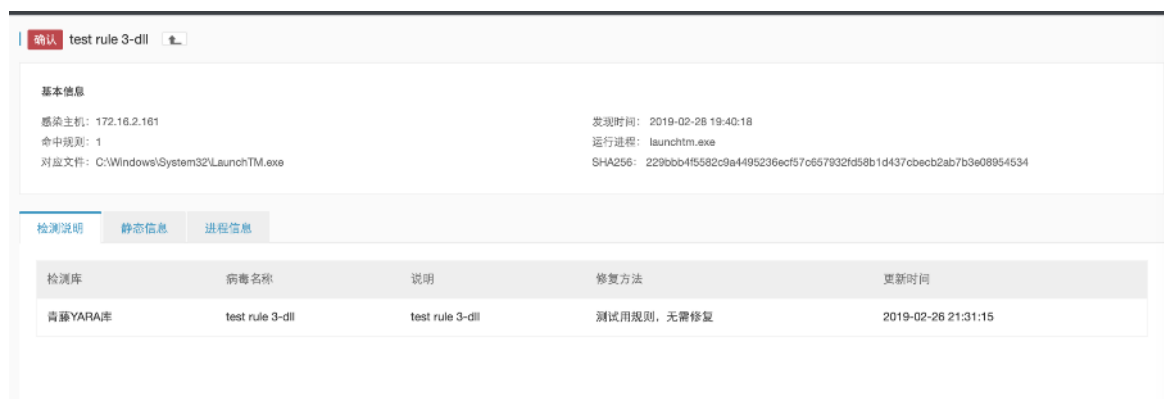 确认 test rule 3-dll
基本信息
感染主机：172.16.2.161 发现时间：2019-02-28 19:40:18
命中规则：1 运行进程：launchtm.exe
对应文件：C:\Windows\System32\LaunchTM.exe SHA256：229bbb4f5582c9a4495236ecf57c657932fd58b1d437cbecb2ab7b3e08954534
检测说明 静态信息 进程信息
检测库 病毒名称 说明 修复方法 更新时间
青藤YARA库 test rule 3-dll test rule 3-dll 测试用规则，无需修复 2019-02-26 21:31:15